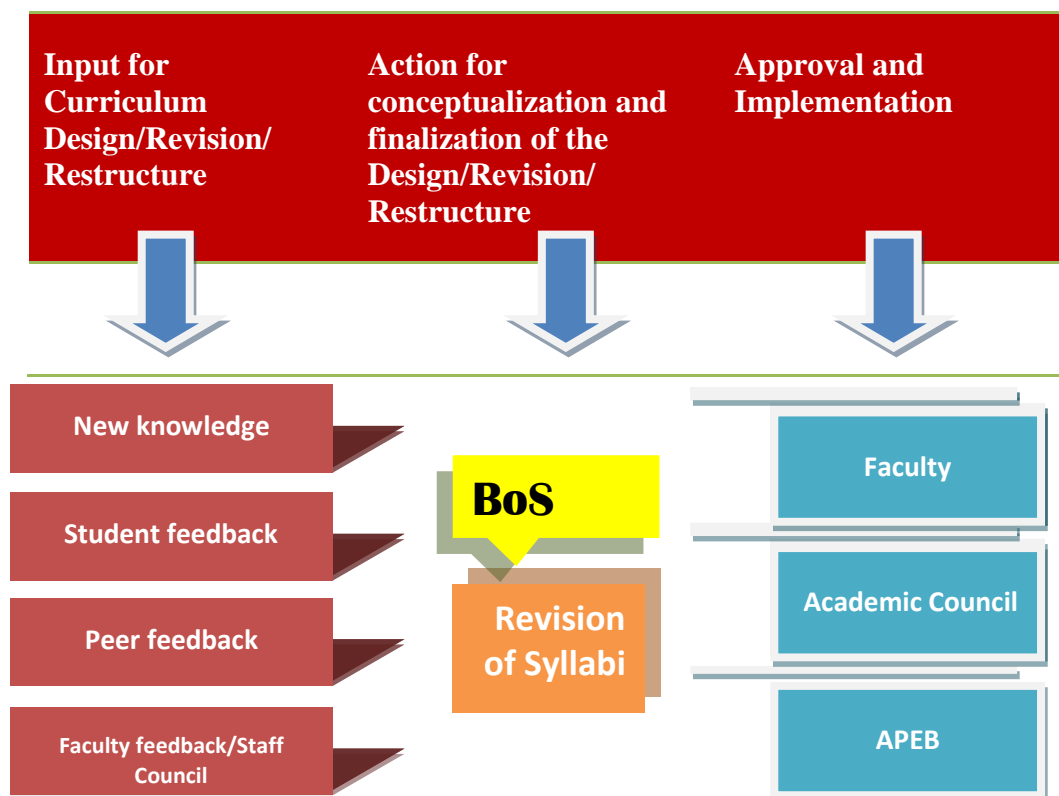 Input for
Curriculum
Design/Revision/
Restructure
Action for
conceptualization and
finalization of the
Design/Revision/
Restructure
Approval and
Implementation
New knowledge
Student feedback
Peer feedback
Faculty feedback/Staff
Council
BoS
Revision
of Syllabi
Faculty
Academic Council
APEB